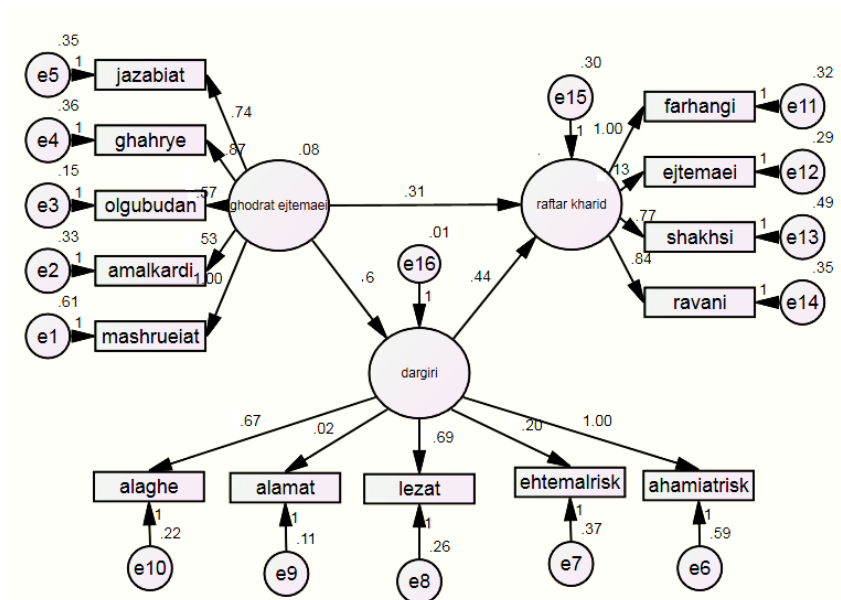 .35
e5
1
jazabiat
.74
.36
e4
1
ghahrye
.87
.08
.15
e3
1
olgubudan
.57
ghodrat ejtemaei
.33
e2
1
amalkardi
53
.61
e1
1
mashrueiat
1.00
.31
.30
e15
1
raftar kharid
.
1.00
farhangi
1
e11
.32
.13
ejtemaei
1
e12
.29
.77
shakhsi
1
e13
.49
.84
ravani
1
e14
.35
.01
e16
1
.6
.44
dargiri
.67
.02
.69
.20
1.00
alaghe
alamat
lezat
ehtemalrisk
ahamiatrisk
1
.22
e10
1
.11
e9
1
.26
e8
1
.37
e7
1
.59
e6